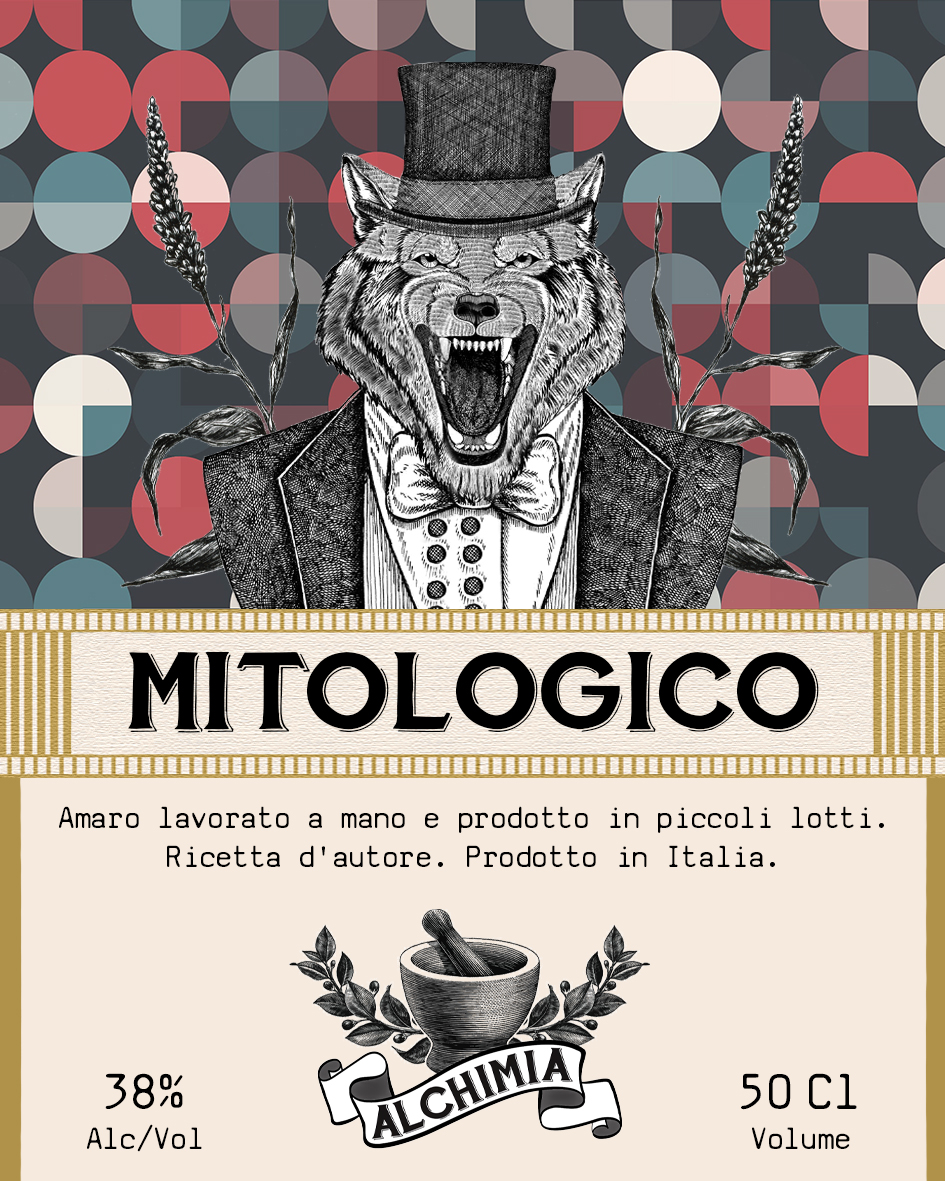 MITOLOGICO
Amaro lavorato a mano e prodotto in piccoli lotti.
Ricetta d'autore. Prodotto in Italia.
ALCHIMIA
38%
Alc/Vol
50 Cl
Volume